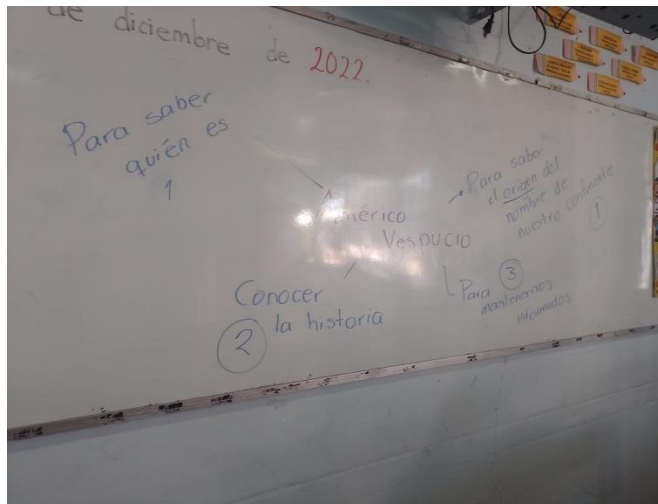 de diciembre de 2022.
Para saber
quién es
1
Américo
Vespucio
Para saber
el origen del
nombre de
nuestro continente
1
Conocer
la historia
2
Para 3
mantenernos
informados